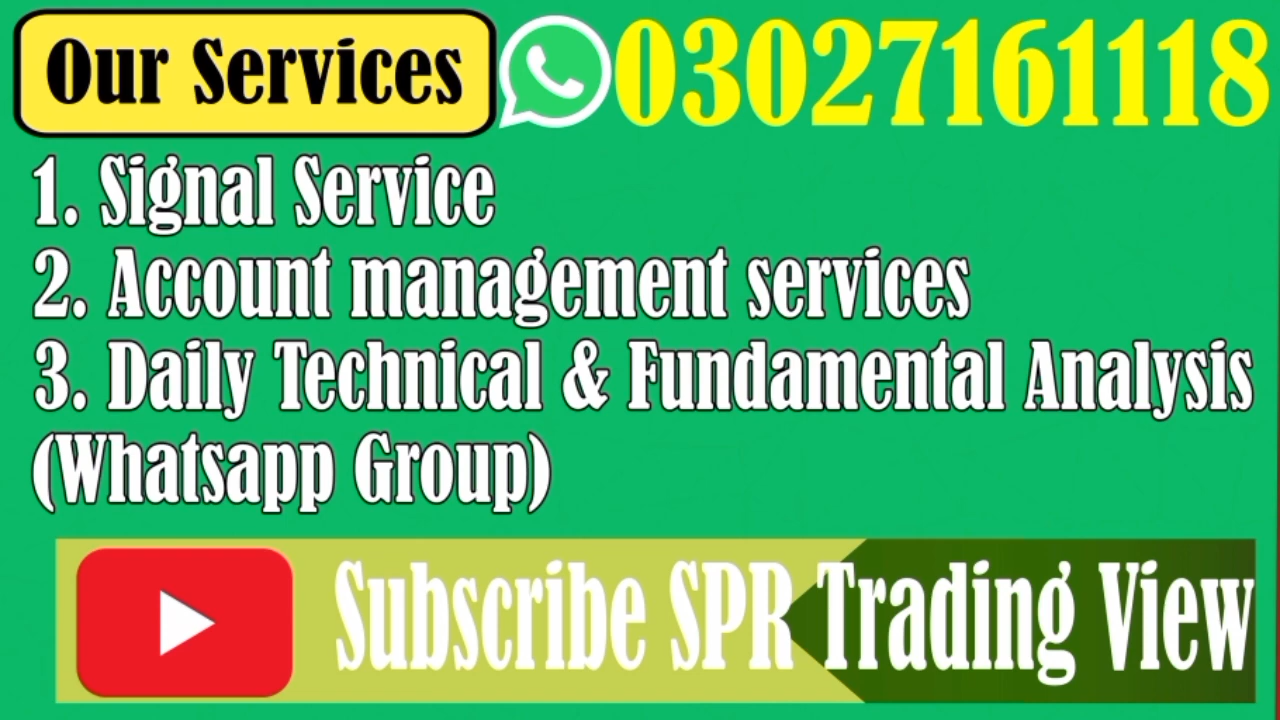 Our Services 03027161118
1. Signal Service
2. Account management services
3. Daily Technical & Fundamental Analysis
(Whatsapp Group)
Subscribe SPR Trading View